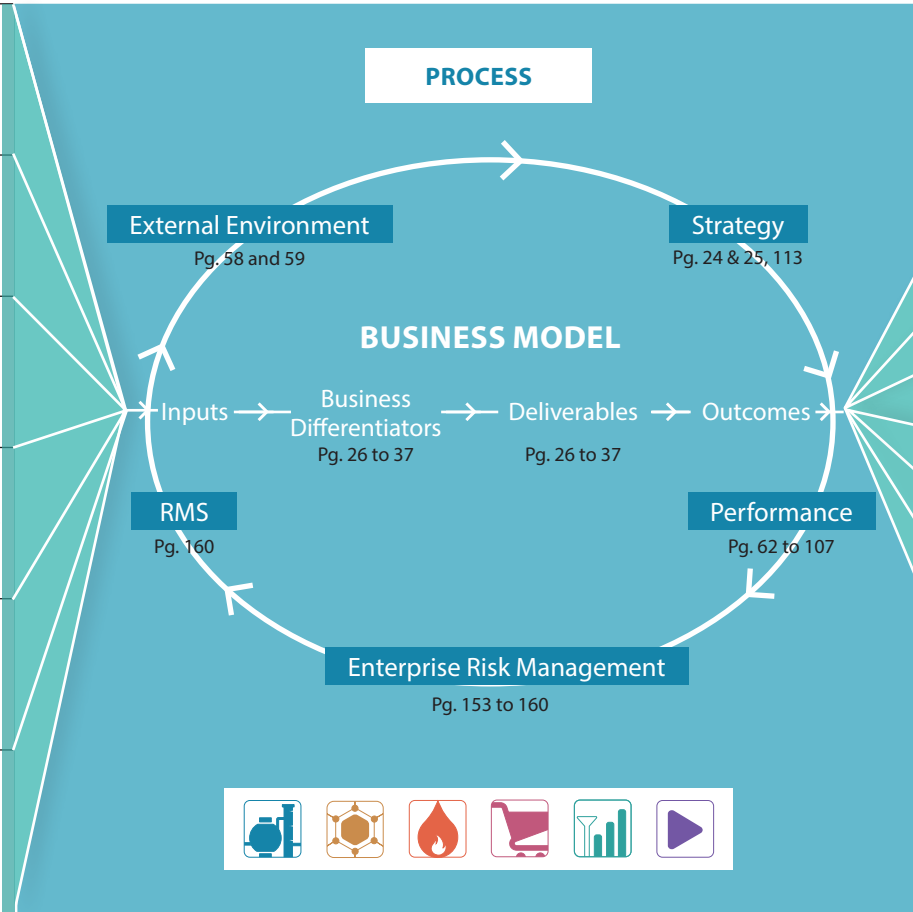 PROCESS
External Environment
Pg. 58 and 59
Strategy
Pg. 24 & 25, 113
BUSINESS MODEL
Inputs
Business
Differentiators
Pg. 26 to 37
Deliverables
Pg. 26 to 37
Outcomes
RMS
Pg. 160
Performance
Pg. 62 to 107
Enterprise Risk Management
Pg. 153 to 160